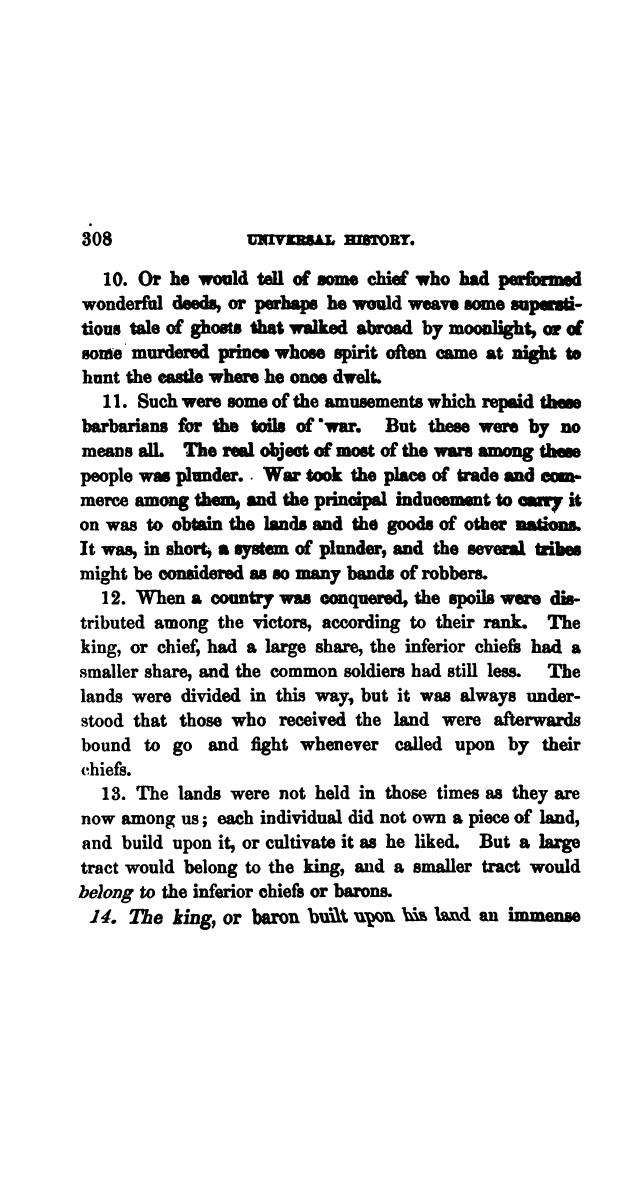 308 UNIVERSAL HISTORY.
10. Or he would tell of some chief who had performed
wonderful deeds, or perhaps he would weave some supersti-
tious tale of ghosts that walked abroad by moonlight, or of
some murdered prince whose spirit often came at night to
hunt the castle where he once dwelt.
11. Such were some of the amusements which repaid these
barbarians for the toils of war. But these were by no
means all. The real object of most of the wars among these
people was plunder. War took the place of trade and com-
merce among them, and the principal inducement to carry it
on was to obtain the lands and the goods of other nations.
It was, in short, a system of plunder, and the several tribes
might be considered as so many bands of robbers.
12. When a country was conquered, the spoils were dis-
tributed among the victors, according to their rank. The
king, or chief, had a large share, the inferior chiefs had a
smaller share, and the common soldiers had still less. The
lands were divided in this way, but it was always under-
stood that those who received the land were afterwards
bound to go and fight whenever called upon by their
chiefs.
13. The lands were not held in those times as they are
now among us; each individual did not own a piece of land,
and build upon it, or cultivate it as he liked. But a large
tract would belong to the king, and a smaller tract would
belong to the inferior chiefs or barons.
14. The king, or baron built upon his land an immense